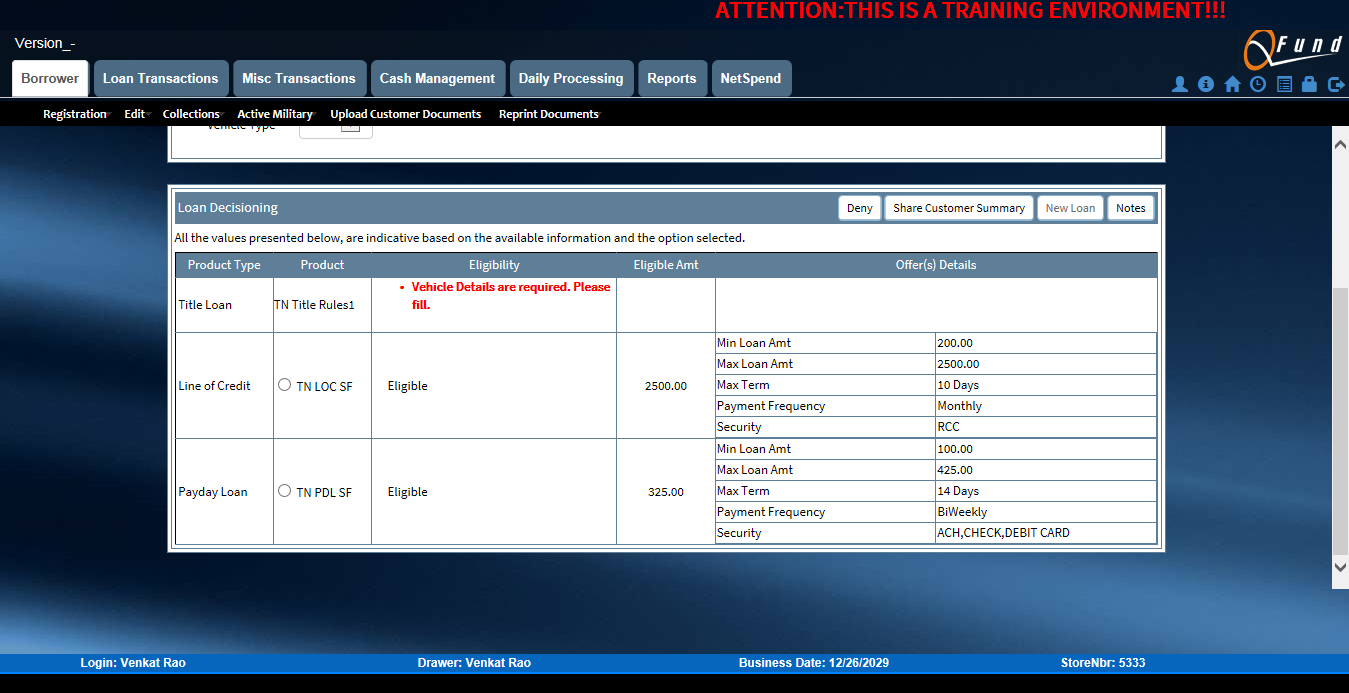 ATTENTION:THIS IS A TRAINING ENVIRONMENT!!!
Version_-
QFund
Borrower Loan Transactions Misc Transactions Cash Management Daily Processing Reports NetSpend
Registration Edit Collections Active Military Upload Customer Documents Reprint Documents
Vehicle Type
Loan Decisioning Deny Share Customer Summary New Loan Notes
All the values presented below, are indicative based on the available information and the option selected.
Product Type Product Eligibility Eligible Amt Offer(s) Details
Title Loan TN Title Rules1 • Vehicle Details are required. Please
fill.
Line of Credit TN LOC SF Eligible 2500.00
Min Loan Amt 200.00
Max Loan Amt 2500.00
Max Term 10 Days
Payment Frequency Monthly
Security RCC
Payday Loan TN PDL SF Eligible 325.00
Min Loan Amt 100.00
Max Loan Amt 425.00
Max Term 14 Days
Payment Frequency BiWeekly
Security ACH,CHECK,DEBIT CARD
Login: Venkat Rao Drawer: Venkat Rao Business Date: 12/26/2029 StoreNbr: 5333